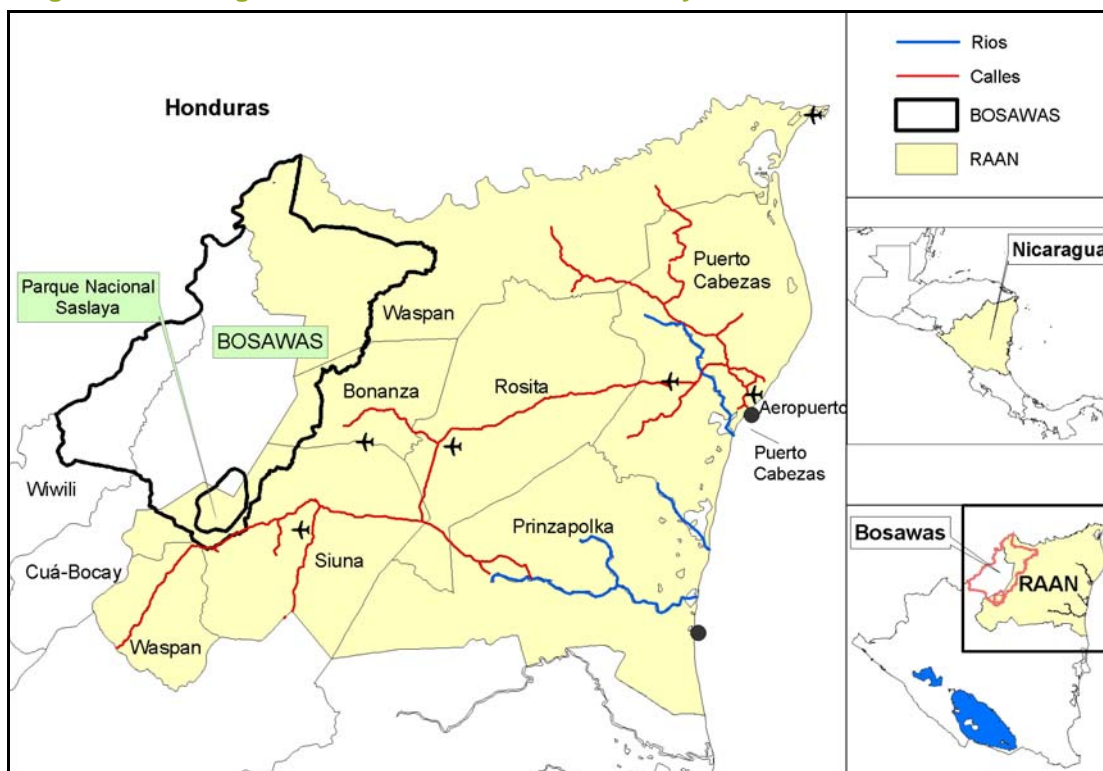 Honduras
Puerto
Cabezas
Parque Nacional
Saslaya
Waspan
BOSAWAS
Bonanza
Rosita
Aeropuerto
Puerto
Cabezas
Wiwili
Prinzapolka
Siuna
Cuá-Bocay
Waspan
Rios
Calles
BOSAWAS
RAAN
Nicaragua
Bosawas
RAAN